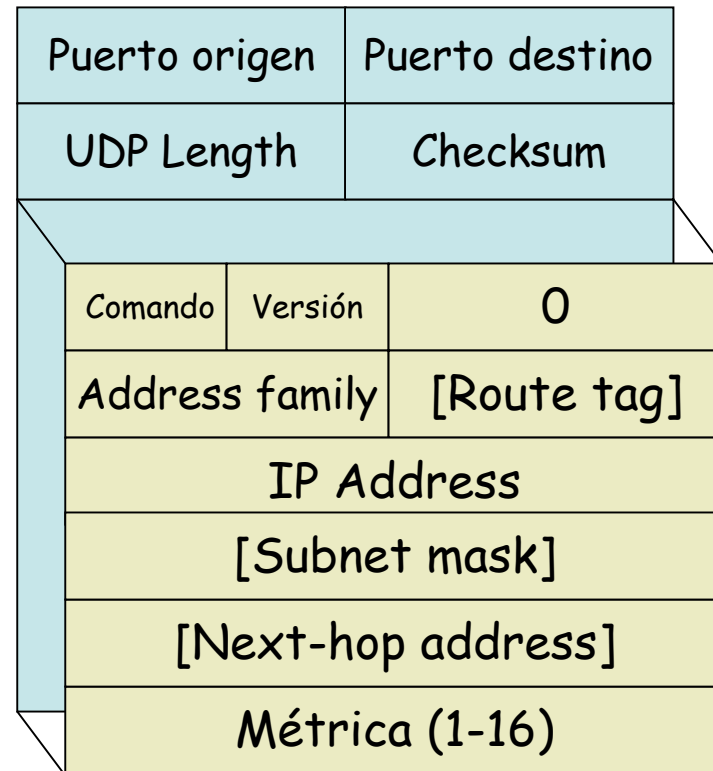 Puerto origen Puerto destino
UDP Length Checksum
Comando Versión 0
Address family [Route tag]
IP Address
[Subnet mask]
[Next-hop address]
Métrica (1-16)